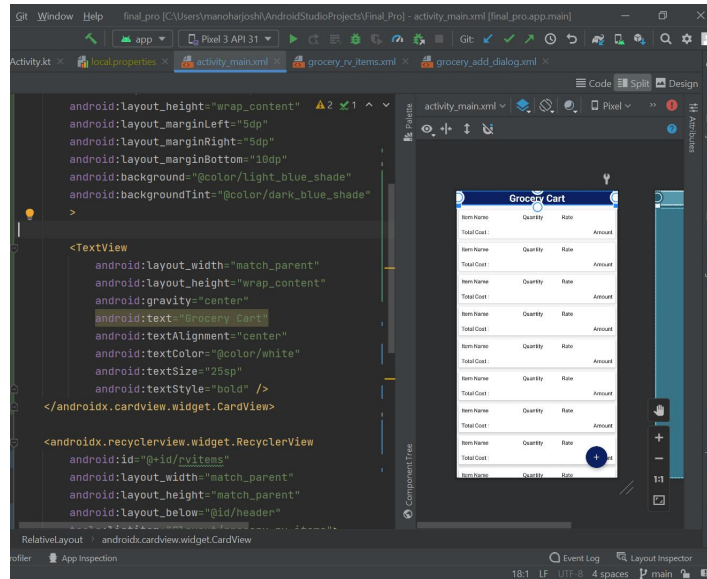 Git Window Help final_pro [C:\Users\manoharjoshi\AndroidStudioProjects\Final_Pro] - activity_main.xml [final_pro.app.main]
app Pixel 3 API 31 Git:
Activity.kt local.properties activity_main.xml grocery_rv_items.xml grocery_add_dialog.xml
Code Split Design
android:layout_height="wrap_content" 2 1
android:layout_marginLeft="5dp"
android:layout_marginRight="5dp"
android:layout_marginBottom="10dp"
android:background="@color/light_blue_shade"
android:backgroundTint="@color/dark_blue_shade"
>
<TextView
android:layout_width="match_parent"
android:layout_height="wrap_content"
android:gravity="center"
android:text="Grocery Cart"
android:textAlignment="center"
android:textColor="@color/white"
android:textSize="25sp"
android:textStyle="bold" />
</androidx.cardview.widget.CardView>
<androidx.recyclerview.widget.RecyclerView
android:id="@+id/rvitems"
android:layout_width="match_parent"
android:layout_height="match_parent"
android:layout_below="@id/header"
Palette
Component Tree
activity_main.xml Pixel »
Attributes
Grocery Cart
Item Name Quantity Rate
Total Cost : Amount
Item Name Quantity Rate
Total Cost : Amount
Item Name Quantity Rate
Total Cost : Amount
Item Name Quantity Rate
Total Cost : Amount
Item Name Quantity Rate
Total Cost : Amount
Item Name Quantity Rate
Total Cost : Amount
Item Name Quantity Rate
Total Cost : Amount
Item Name Quantity Rate
Total Cost : + nt
Item Name Quantity Rate
+
−
1:1
RelativeLayout › androidx.cardview.widget.CardView
rofiler App Inspection Event Log Layout Inspector
18:1 LF UTF-8 4 spaces main